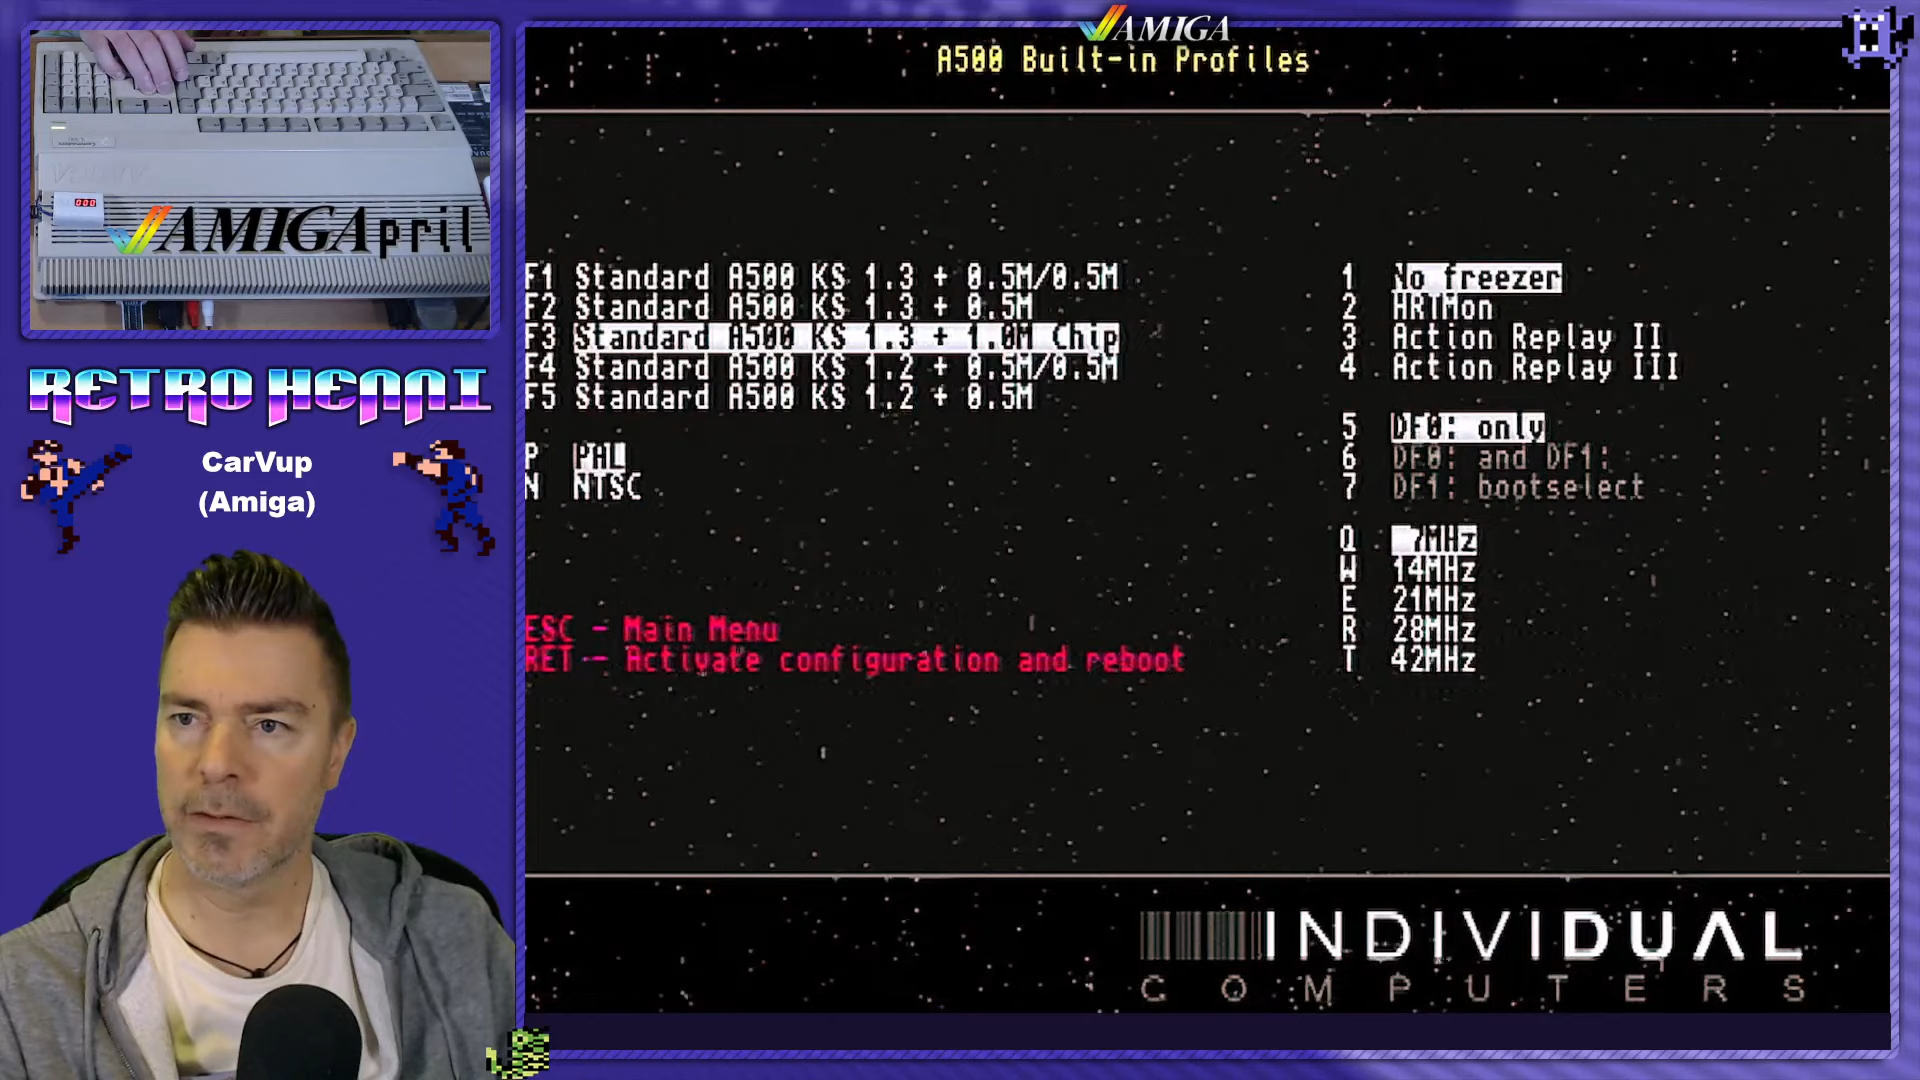 AMIGA
A500 Built-in Profiles
000
AMIGApril
F1 Standard A500 KS 1.3 + 0.5M/0.5M
F2 Standard A500 KS 1.3 + 0.5M
F3 Standard A500 KS 1.3 + 1.0M Chip
F4 Standard A500 KS 1.2 + 0.5M/0.5M
F5 Standard A500 KS 1.2 + 0.5M
P PAL
N NTSC
ESC - Main Menu
RET - Activate configuration and reboot
1 No freezer
2 HRTMon
3 Action Replay II
4 Action Replay III
5 DF0: only
6 DF0: and DF1:
7 DF1: bootselect
Q 7MHz
W 14MHz
E 21MHz
R 28MHz
T 42MHz
RETRO HENNI
CarVup
(Amiga)
INDIVIDUAL
COMPUTERS